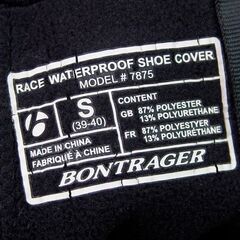 RACE WATERPROOF SHOE COVER
MODEL # 7875
S
(39-40)
MADE IN CHINA
FABRIQUÉ A CHINE
CONTENT
GB 87% POLYESTER
13% POLYURETHANE
FR 87% POLYESTYER
13% POLYURÉTHANE
BONTRAGER